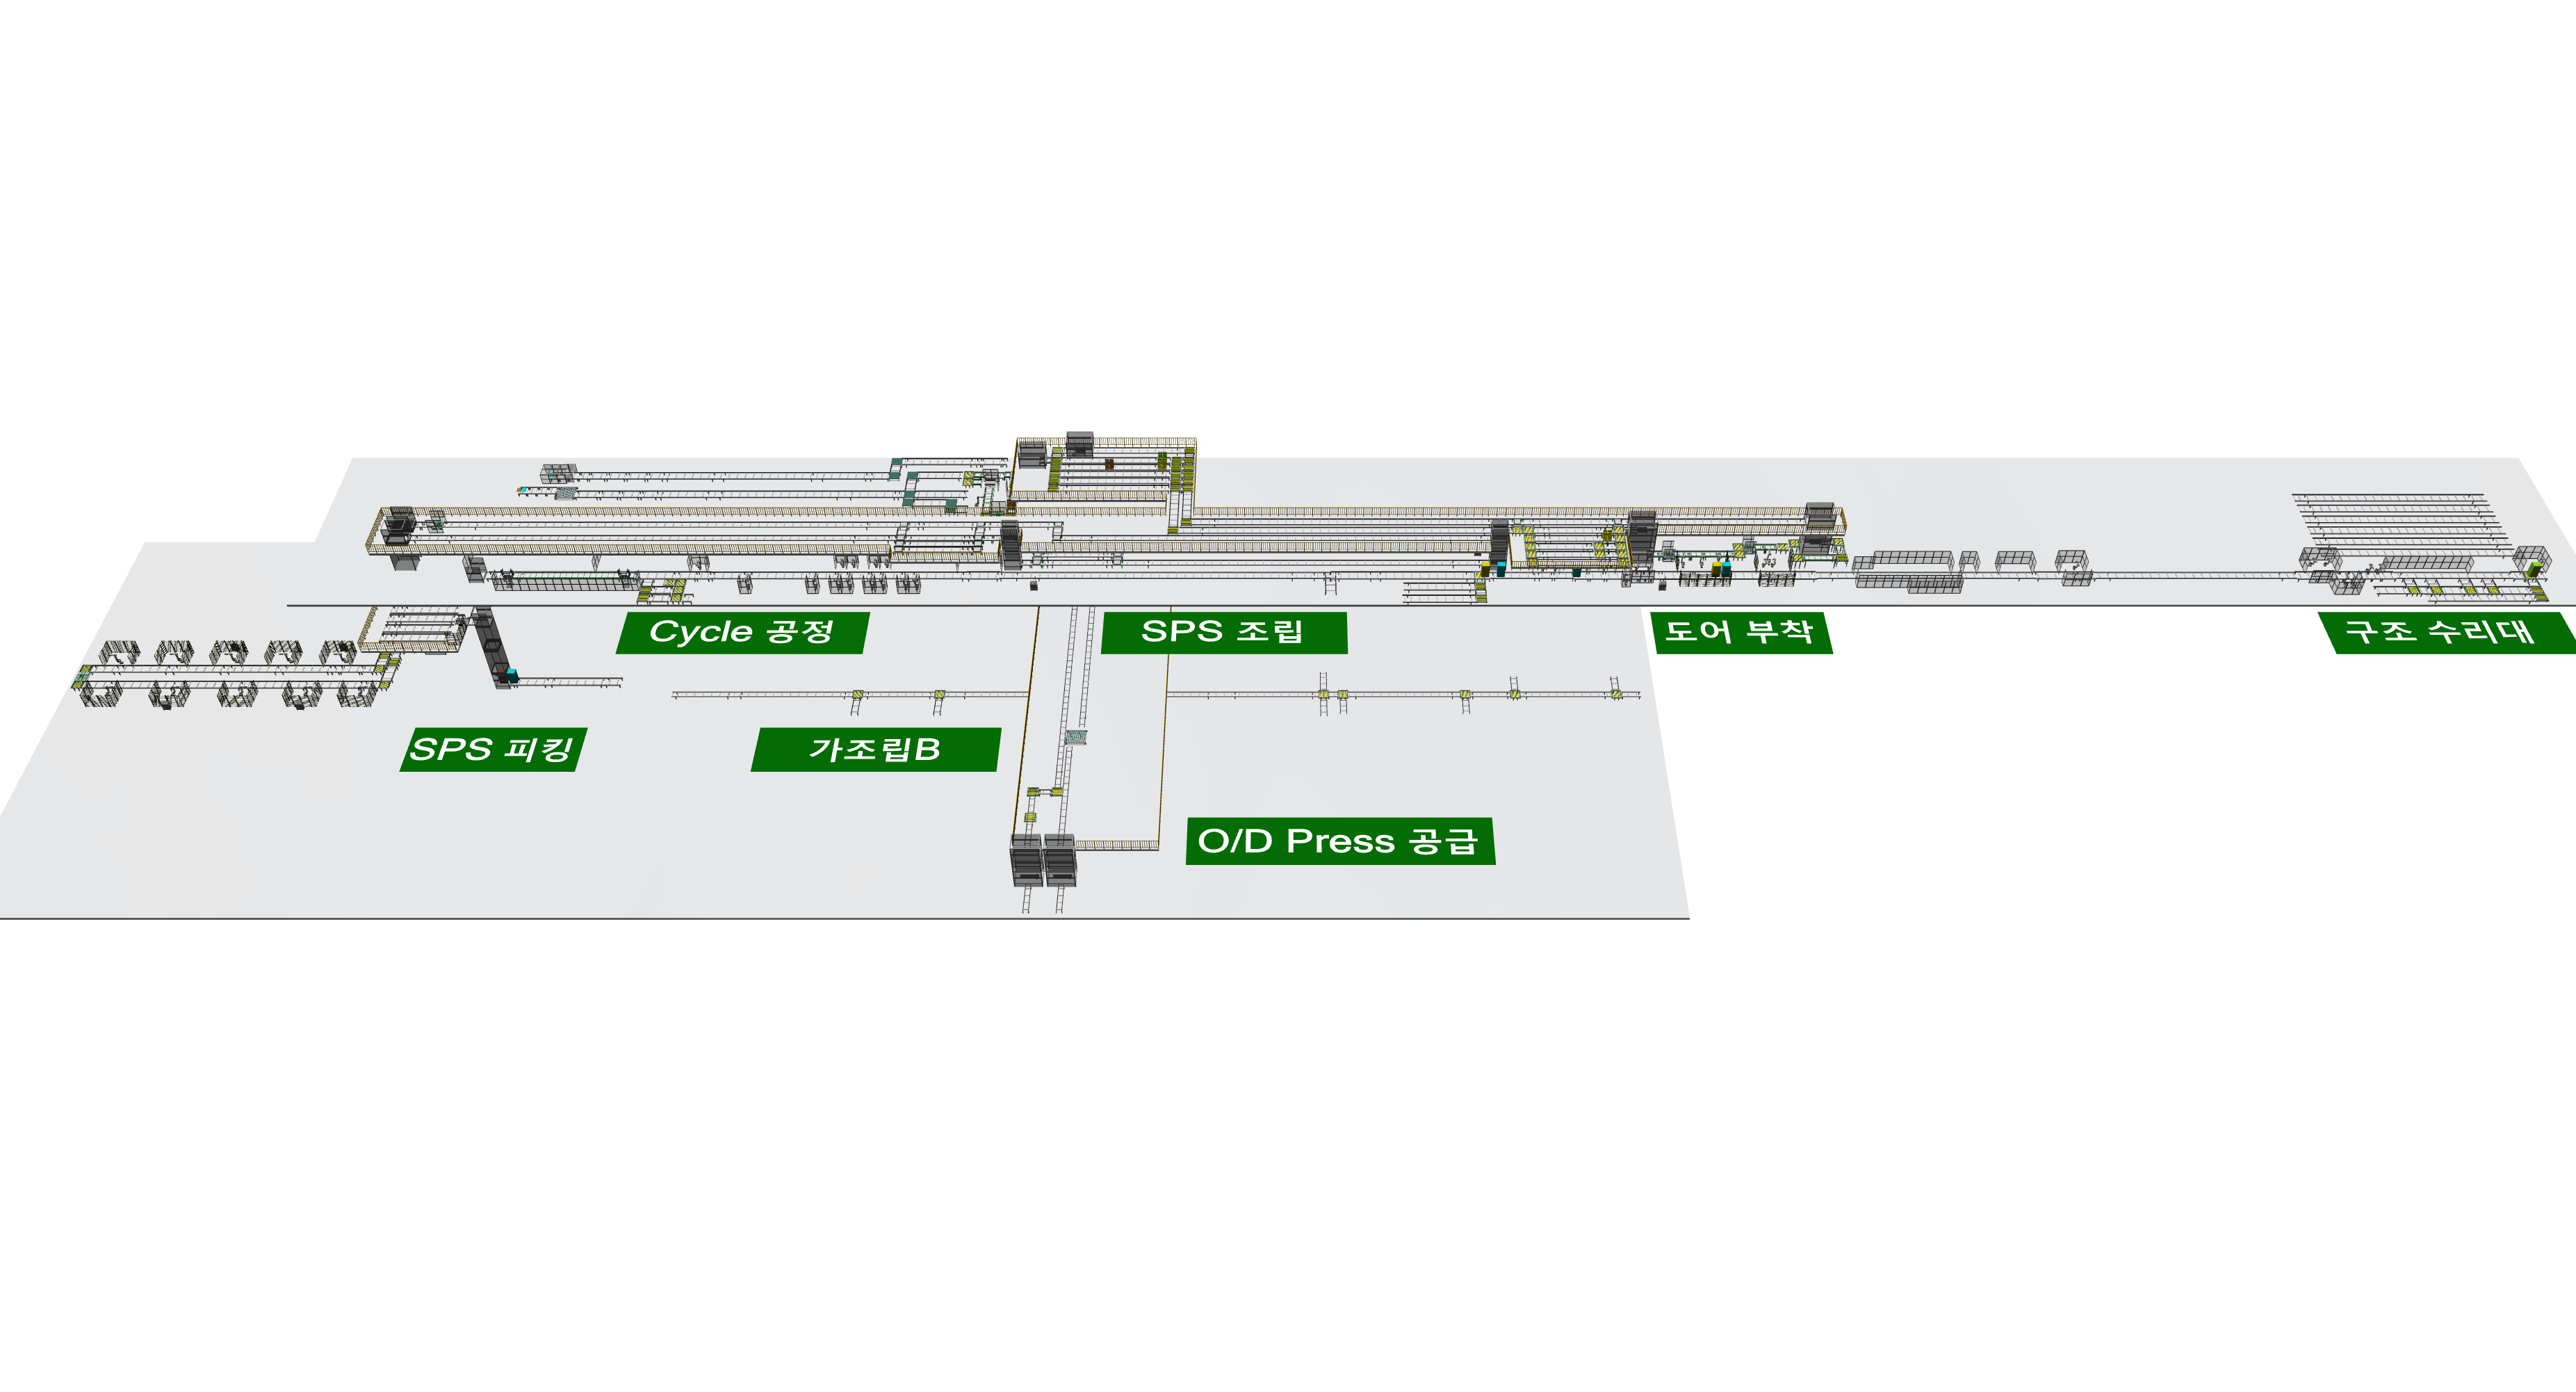 Cycle 공정
SPS 조립
도어 부착
구조 수리대
SPS 피킹
가조립B
O/D Press 공급